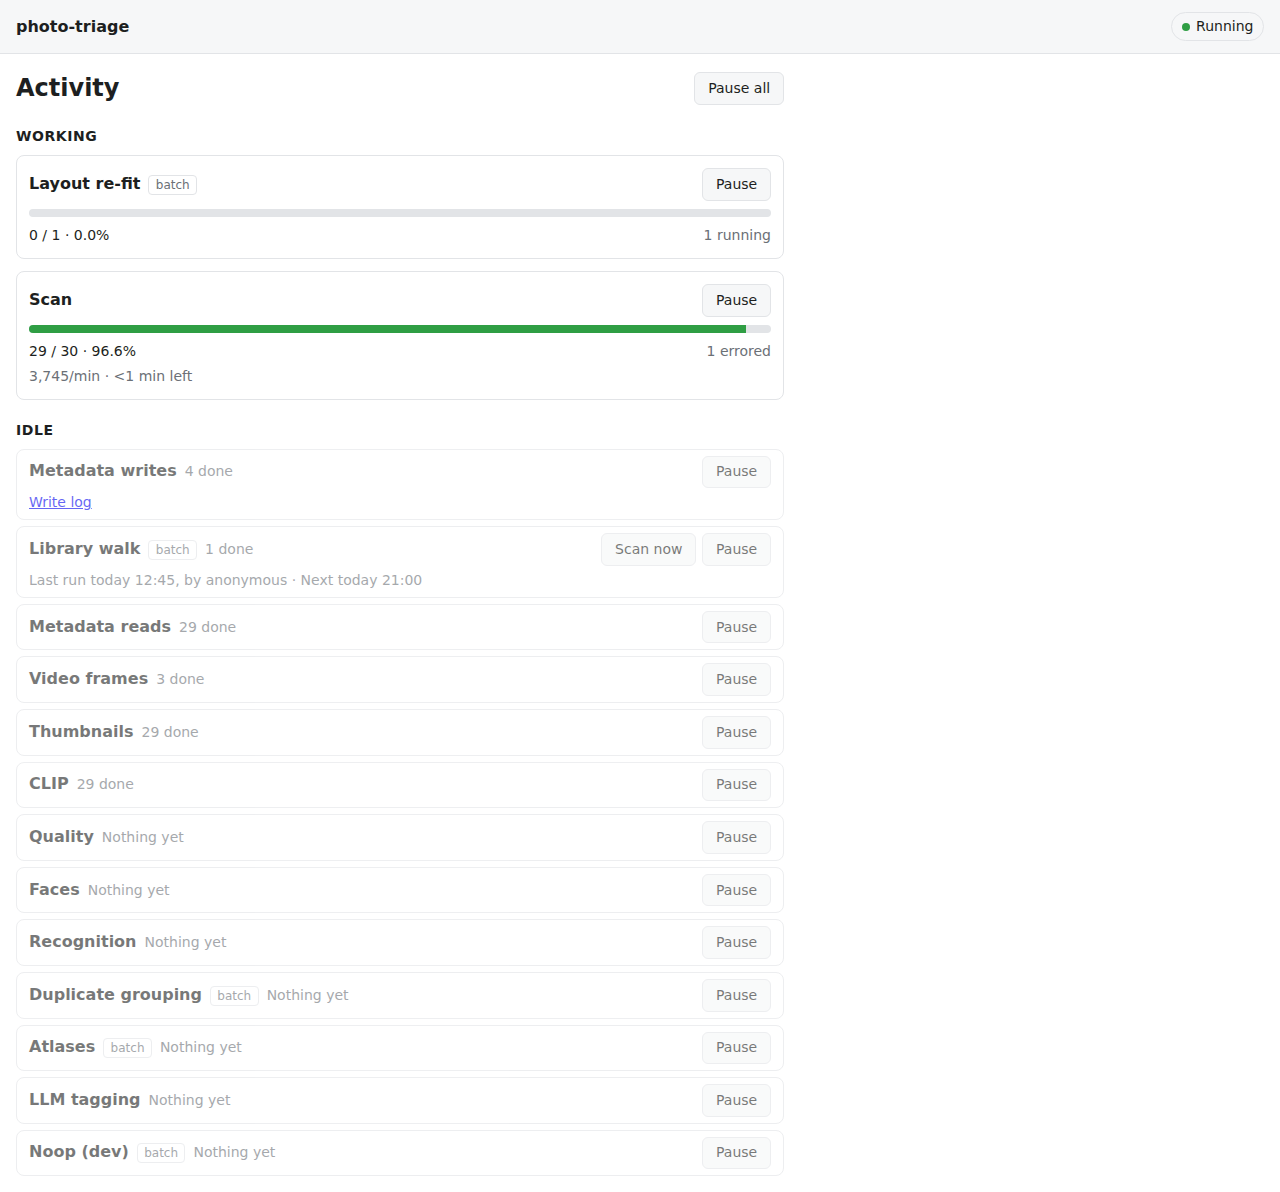 photo-triage
Running
Activity
Pause all
WORKING
Layout re-fit batch
Pause
0 / 1 · 0.0%
1 running
Scan
Pause
29 / 30 · 96.6%
1 errored
3,745/min · <1 min left
IDLE
Metadata writes 4 done
Pause
Write log
Library walk batch 1 done
Scan now
Pause
Last run today 12:45, by anonymous · Next today 21:00
Metadata reads 29 done
Pause
Video frames 3 done
Pause
Thumbnails 29 done
Pause
CLIP 29 done
Pause
Quality Nothing yet
Pause
Faces Nothing yet
Pause
Recognition Nothing yet
Pause
Duplicate grouping batch Nothing yet
Pause
Atlases batch Nothing yet
Pause
LLM tagging Nothing yet
Pause
Noop (dev) batch Nothing yet
Pause